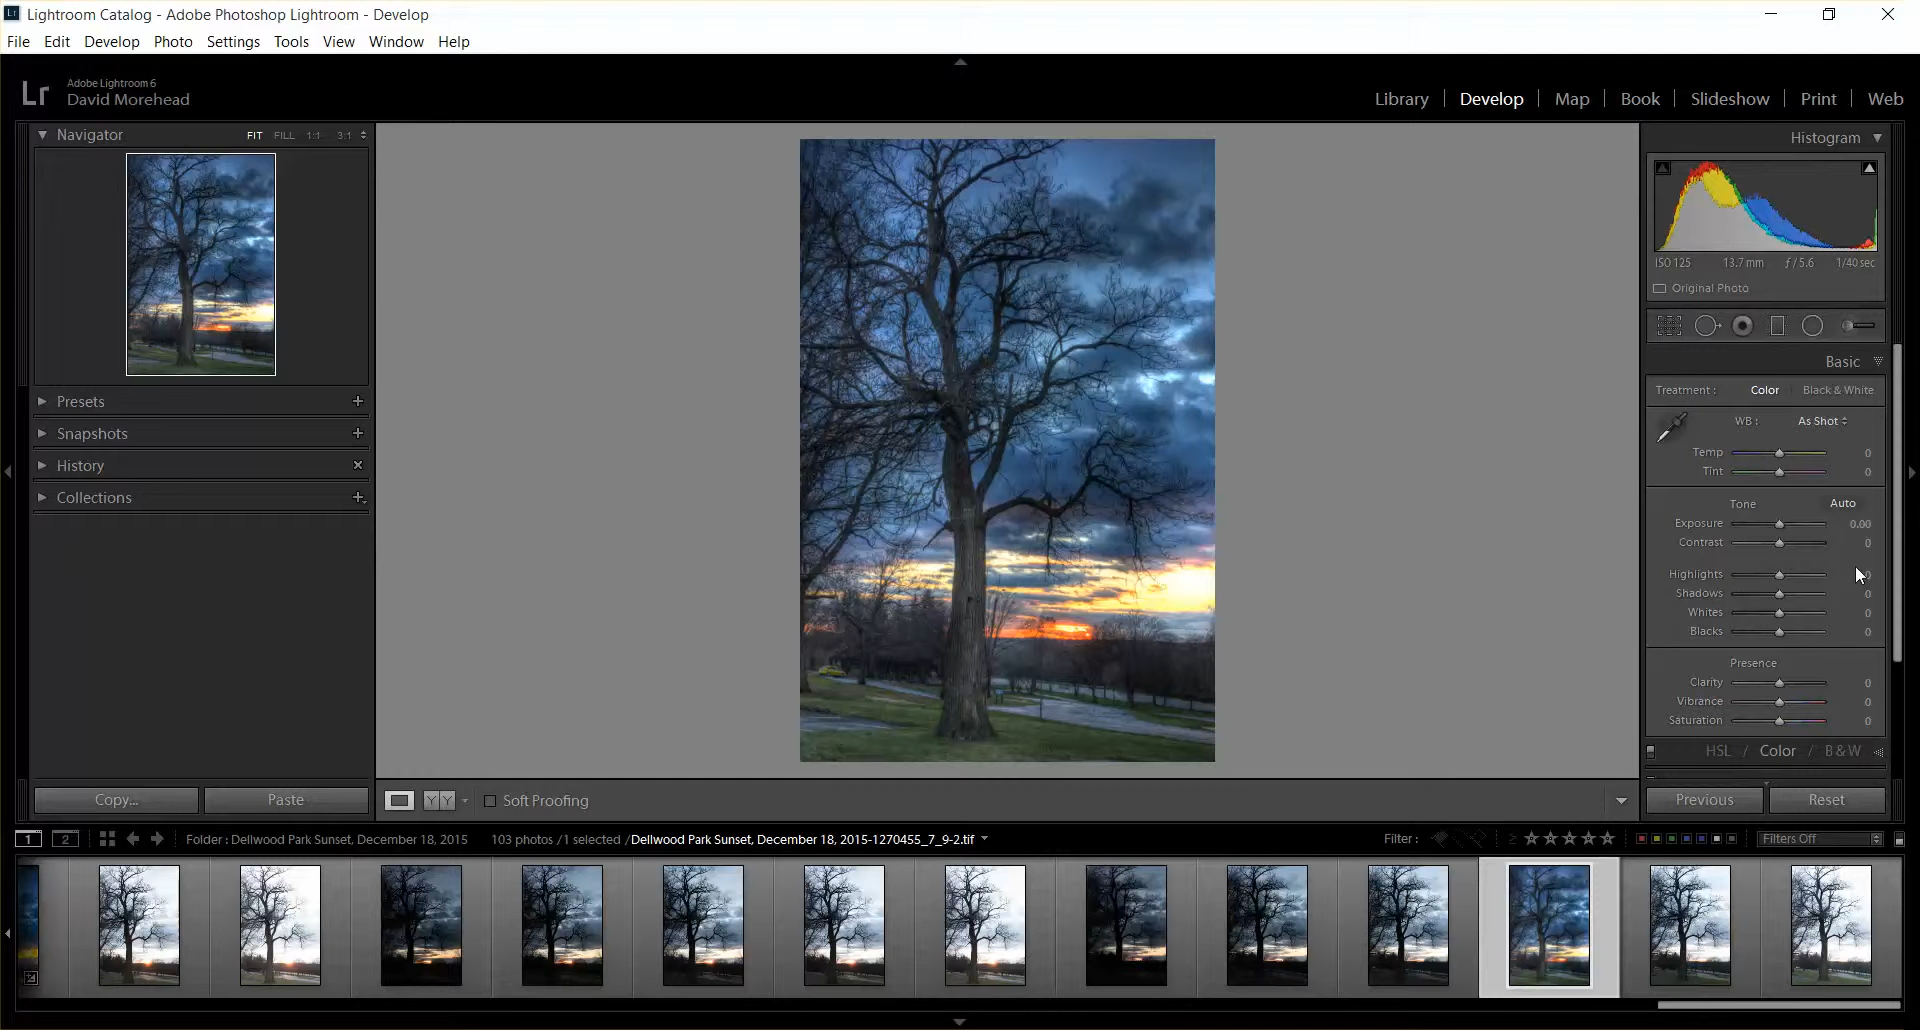 Lightroom Catalog - Adobe Photoshop Lightroom - Develop
File Edit Develop Photo Settings Tools View Window Help
Lr Adobe Lightroom 6
David Morehead
Library Develop Map Book Slideshow Print Web
Navigator FIT FILL 1:1 3:1
Presets
Snapshots
History
Collections
Copy... Paste
Soft Proofing
Histogram
ISO 125 13.7 mm f / 5.6 1/40 sec
Original Photo
Basic
Treatment : Color Black & White
WB : As Shot
Temp 0
Tint 0
Tone Auto
Exposure 0.00
Contrast 0
Highlights 0
Shadows 0
Whites 0
Blacks 0
Presence
Clarity 0
Vibrance 0
Saturation 0
HSL / Color / B & W
Previous Reset
1 2 Folder : Dellwood Park Sunset, December 18, 2015 103 photos / 1 selected / Dellwood Park Sunset, December 18, 2015-1270455_7_9-2.tif Filter : Filters Off